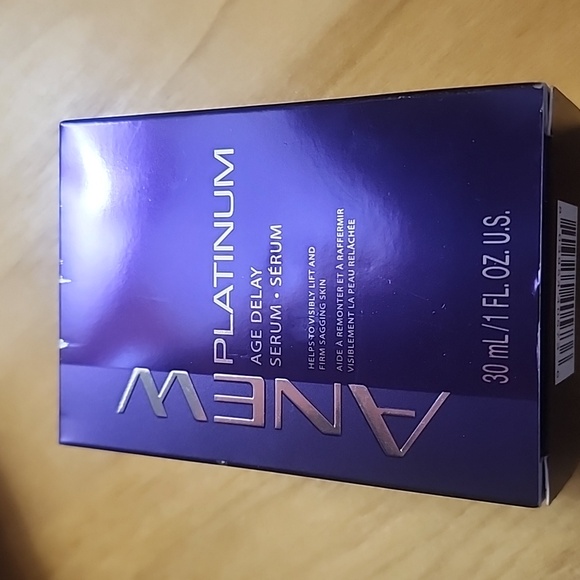 ANEW
PLATINUM
AGE DELAY
SERUM • SÉRUM
HELPS TO VISIBLY LIFT AND
FIRM SAGGING SKIN
AIDE À REMONTER ET À RAFFERMIR
VISIBLEMENT LA PEAU RELÂCHÉE
30 mL/1 FL. OZ. U.S.